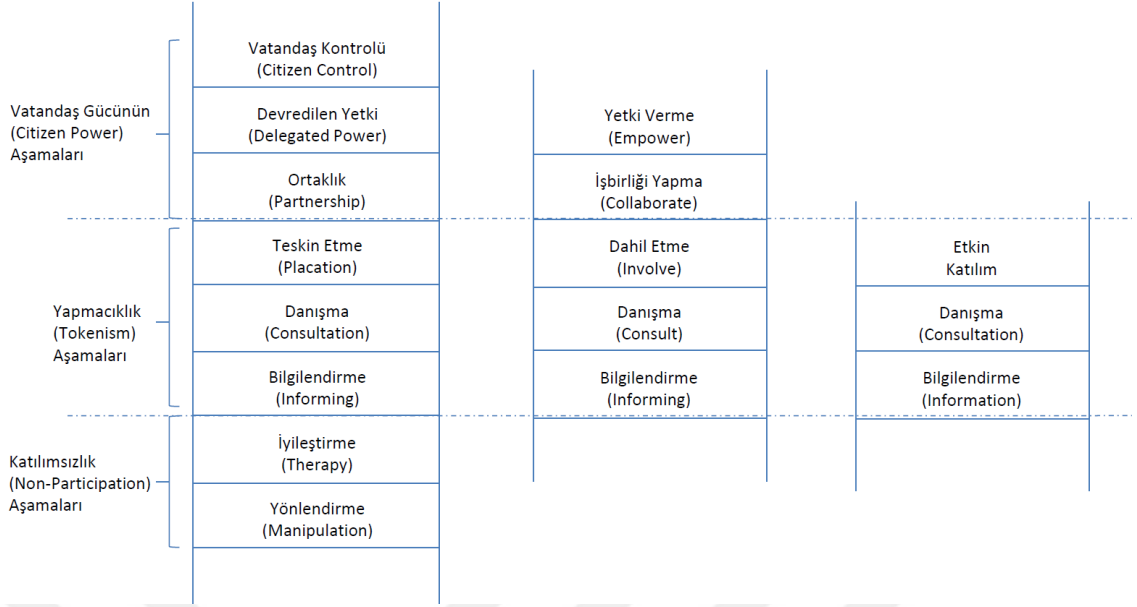 Vatandaş Gücünün
(Citizen Power)
Aşamaları
Yapmacıklık
(Tokenism)
Aşamaları
Katılımsızlık
(Non-Participation)
Aşamaları
Vatandaş Kontrolü
(Citizen Control)
Devredilen Yetki
(Delegated Power)
Ortaklık
(Partnership)
Teskin Etme
(Placation)
Danışma
(Consultation)
Bilgilendirme
(Informing)
İyileştirme
(Therapy)
Yönlendirme
(Manipulation)
Yetki Verme
(Empower)
İşbirliği Yapma
(Collaborate)
Dahil Etme
(Involve)
Danışma
(Consult)
Bilgilendirme
(Informing)
Etkin
Katılım
Danışma
(Consultation)
Bilgilendirme
(Information)